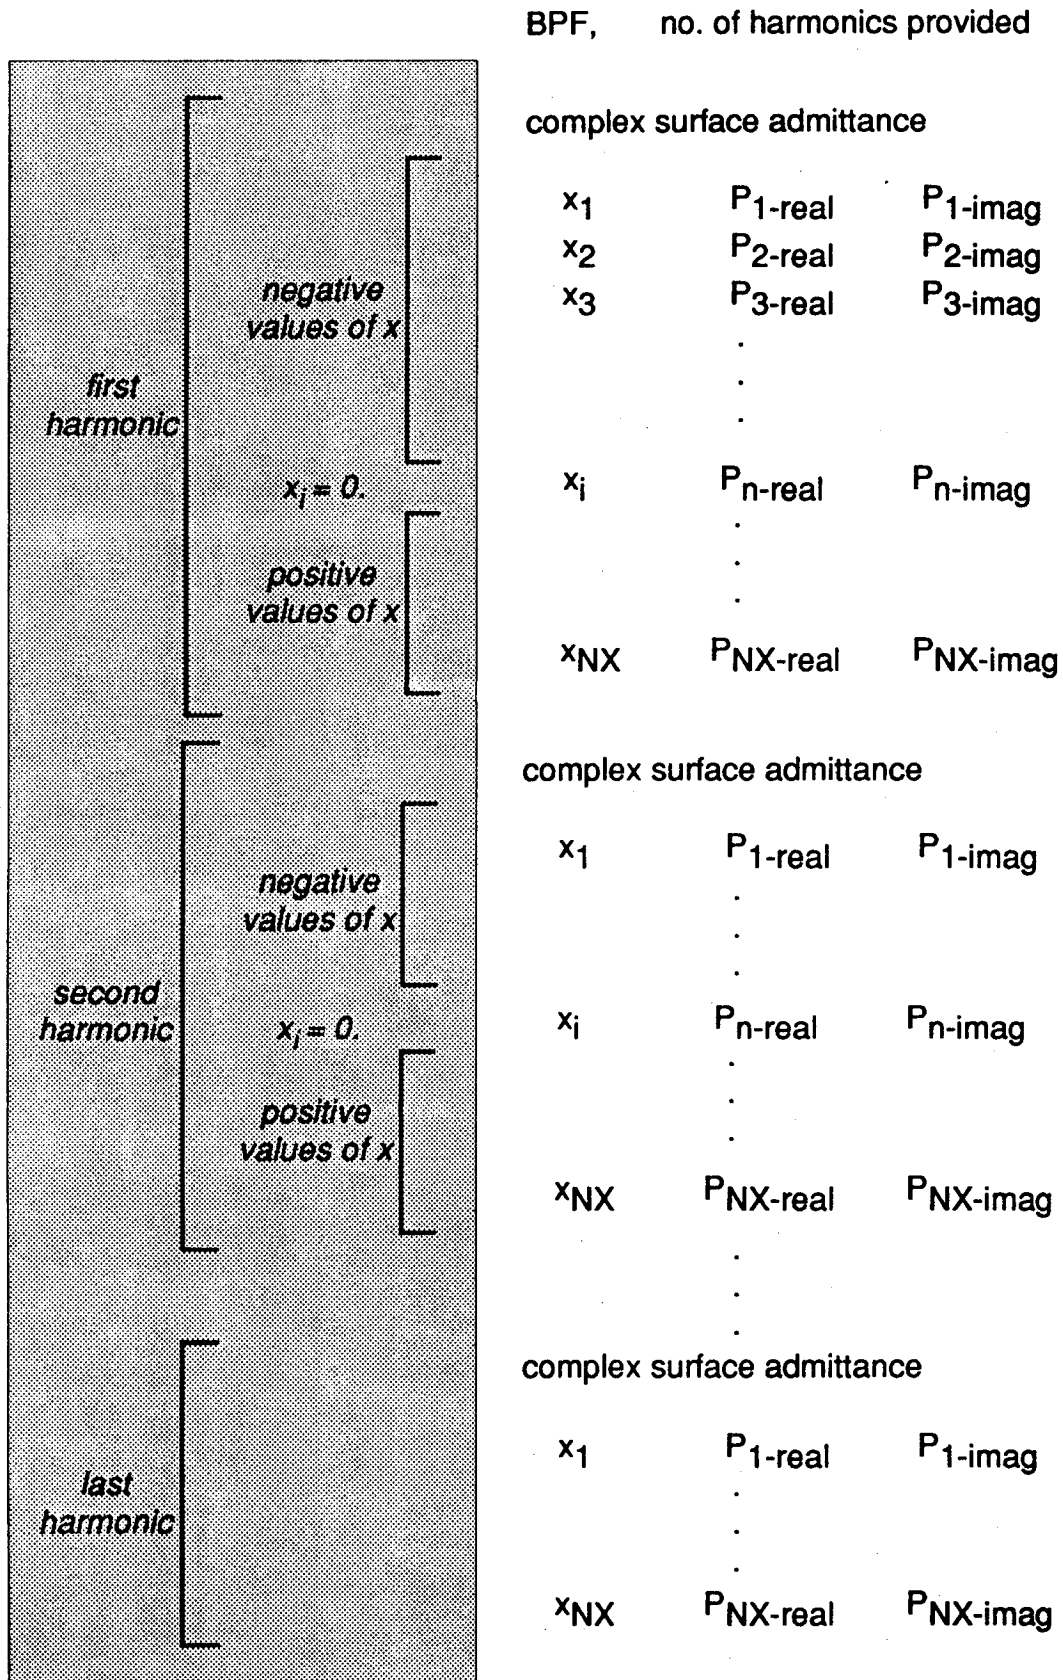 BPF, no. of harmonics provided
complex surface admittance
x1 P1-real P1-imag
x2 P2-real P2-imag
negative
values of x
x3 P3-real P3-imag
.
.
.
first
harmonic
xi = 0. xi Pn-real Pn-imag
.
.
.
positive
values of x
xNX PNX-real PNX-imag
complex surface admittance
x1 P1-real P1-imag
.
.
.
negative
values of x
second
harmonic
xi = 0. xi Pn-real Pn-imag
.
.
.
positive
values of x
xNX PNX-real PNX-imag
.
.
.
complex surface admittance
x1 P1-real P1-imag
.
.
.
last
harmonic
xNX PNX-real PNX-imag